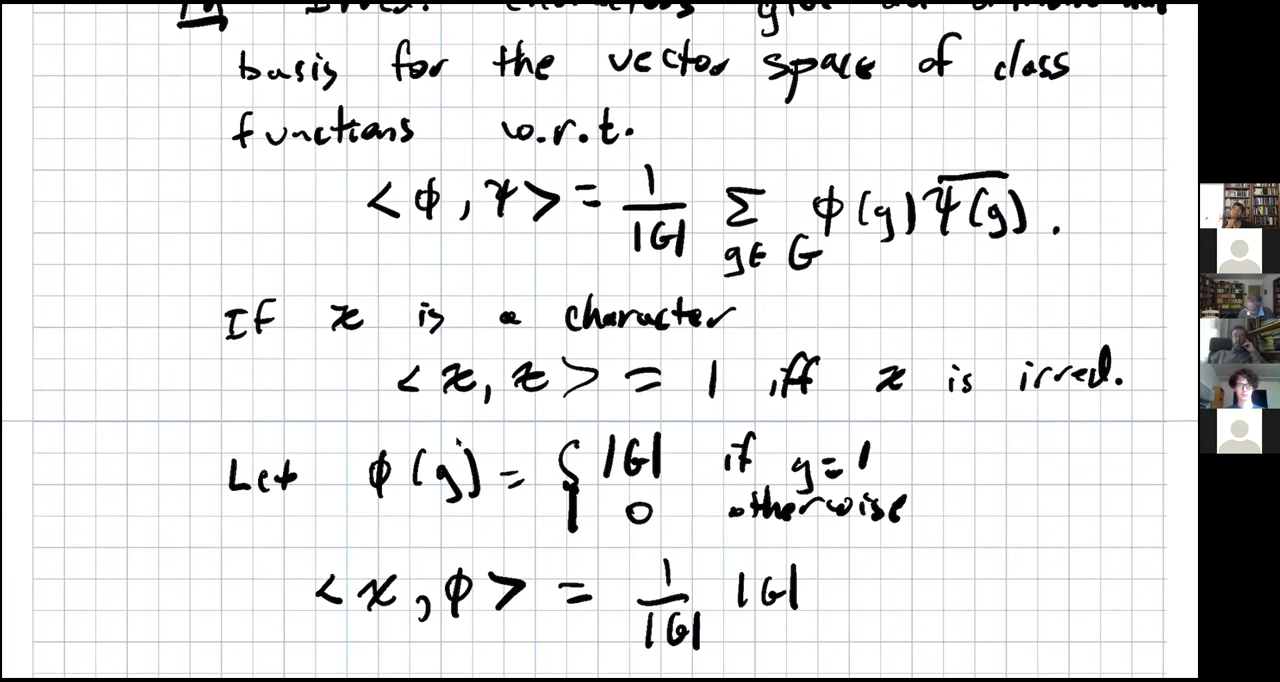 characters
basis for the vector space of class
functions w.r.t.
<φ, ψ> = 1/|G| Σ_{g∈G} φ(g) \overline{ψ(g)}.
If χ is a character
<χ, χ> = 1 iff χ is irred.
Let φ(g) = { |G| if g=1
0 otherwise
<χ, φ> = 1/|G| |G|